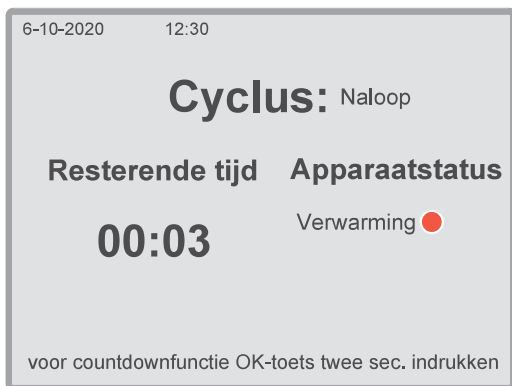 6-10-2020 12:30
Cyclus: Naloop
Resterende tijd Apparaatstatus
Verwarming
00:03
voor countdownfunctie OK-toets twee sec. indrukken